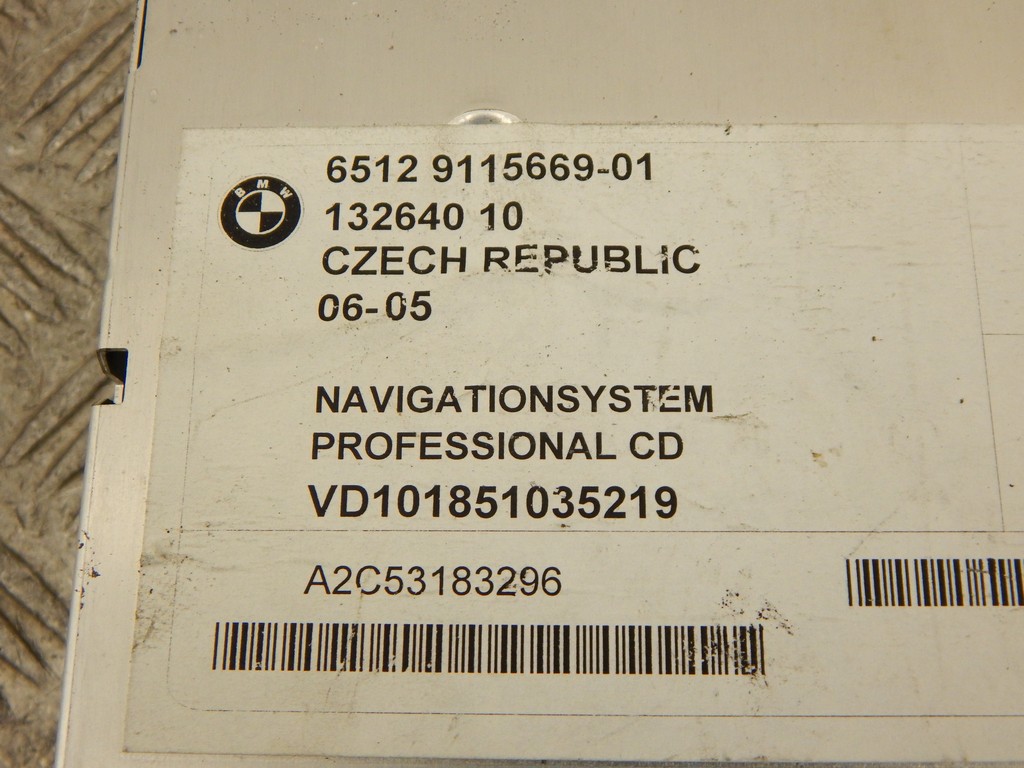 BMW
6512 9115669-01
132640 10
CZECH REPUBLIC
06-05
NAVIGATIONSYSTEM
PROFESSIONAL CD
VD101851035219
A2C53183296